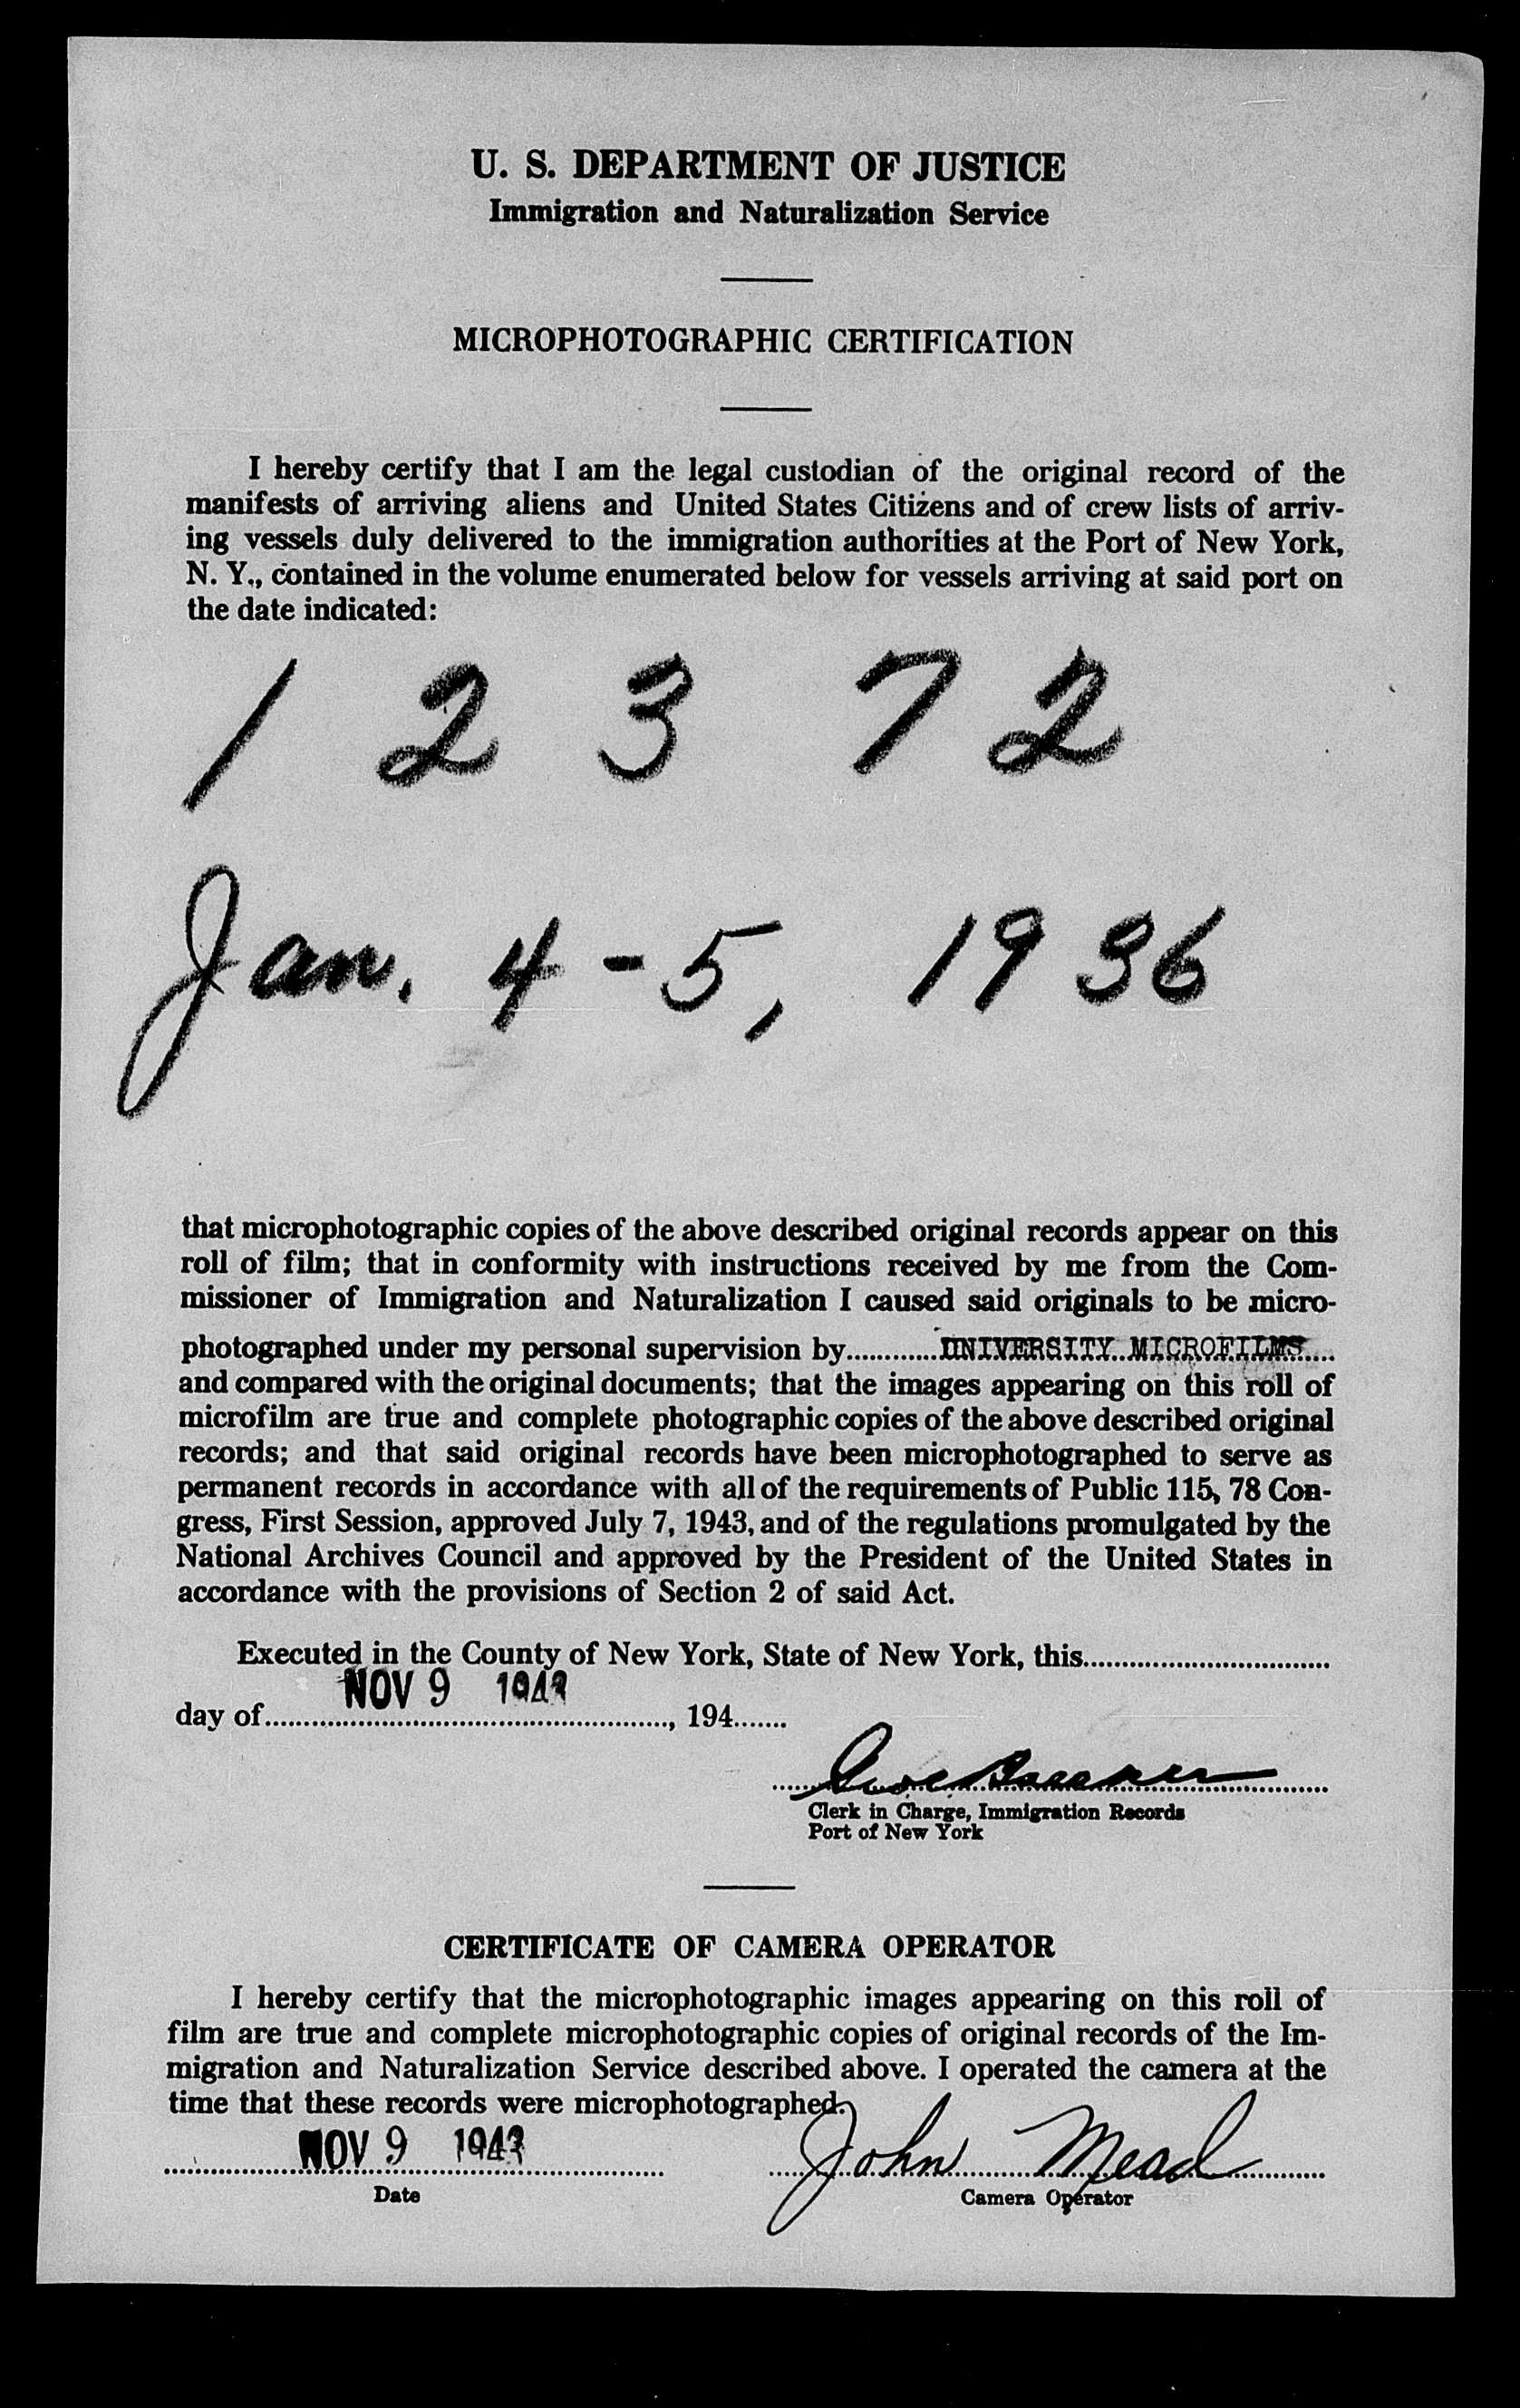 U. S. DEPARTMENT OF JUSTICE
Immigration and Naturalization Service
MICROPHOTOGRAPHIC CERTIFICATION
I hereby certify that I am the legal custodian of the original record of the
manifests of arriving aliens and United States Citizens and of crew lists of arriv-
ing vessels duly delivered to the immigration authorities at the Port of New York,
N. Y., contained in the volume enumerated below for vessels arriving at said port on
the date indicated:
12372
Jan. 4-5, 1936
that microphotographic copies of the above described original records appear on this
roll of film; that in conformity with instructions received by me from the Com-
missioner of Immigration and Naturalization I caused said originals to be micro-
photographed under my personal supervision by............UNIVERSITY MICROFILMS....
and compared with the original documents; that the images appearing on this roll of
microfilm are true and complete photographic copies of the above described original
records; and that said original records have been microphotographed to serve as
permanent records in accordance with all of the requirements of Public 115, 78 Con-
gress, First Session, approved July 7, 1943, and of the regulations promulgated by the
National Archives Council and approved by the President of the United States in
accordance with the provisions of Section 2 of said Act.
Executed in the County of New York, State of New York, this................................
NOV 9 1943
day of...................................................., 194.......
Clerk in Charge, Immigration Records
Port of New York
CERTIFICATE OF CAMERA OPERATOR
I hereby certify that the microphotographic images appearing on this roll of
film are true and complete microphotographic copies of original records of the Im-
migration and Naturalization Service described above. I operated the camera at the
time that these records were microphotographed.
NOV 9 1943 John Mead
Date Camera Operator